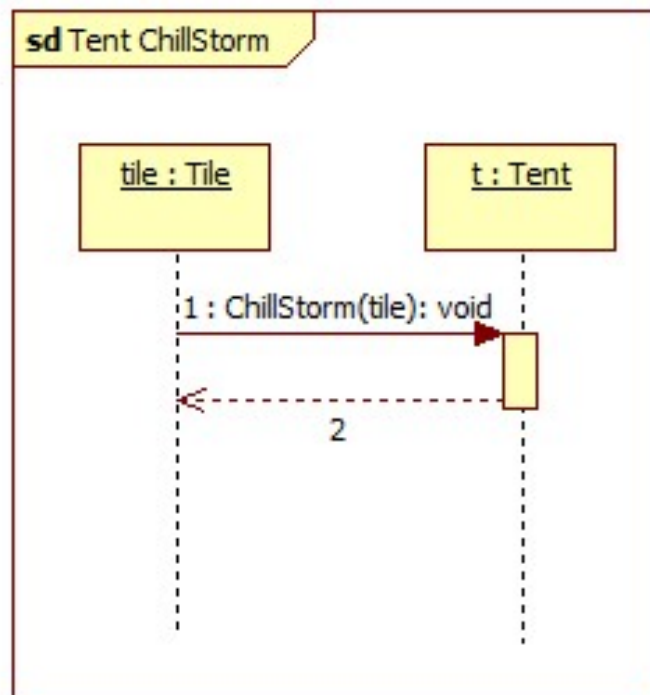 sd Tent ChillStorm
tile : Tile
t : Tent
1 : ChillStorm(tile): void
2